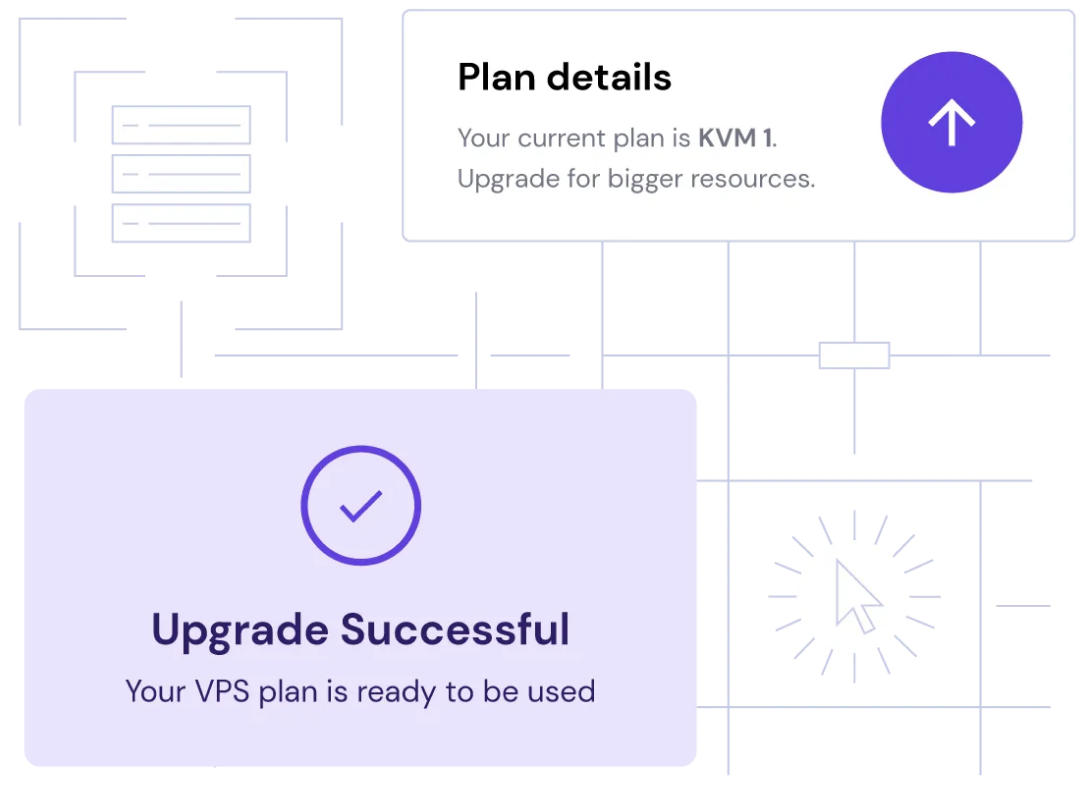 Plan details
Your current plan is KVM 1.
Upgrade for bigger resources.
Upgrade Successful
Your VPS plan is ready to be used